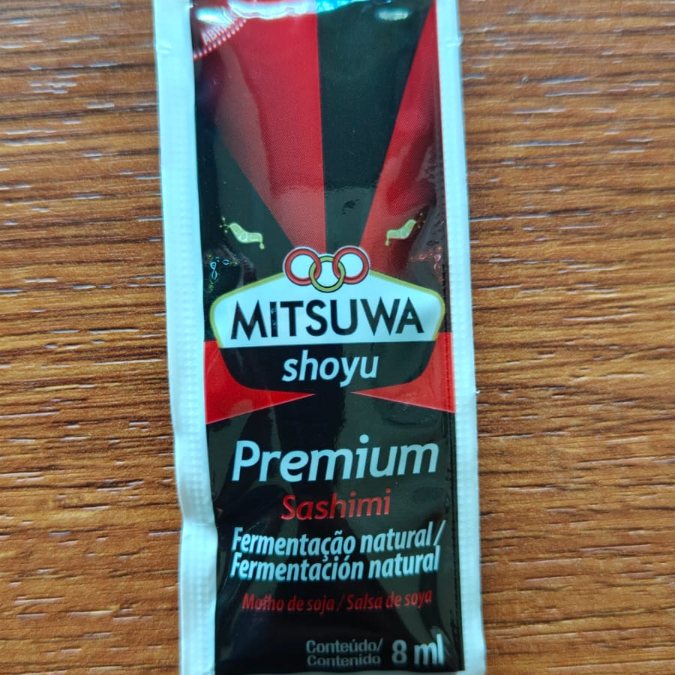 MITSUWA
shoyu
Premium
Sashimi
Fermentação natural/
Fermentación natural
Molho de soja / Salsa de soya
Conteúdo/
Contenido 8 ml